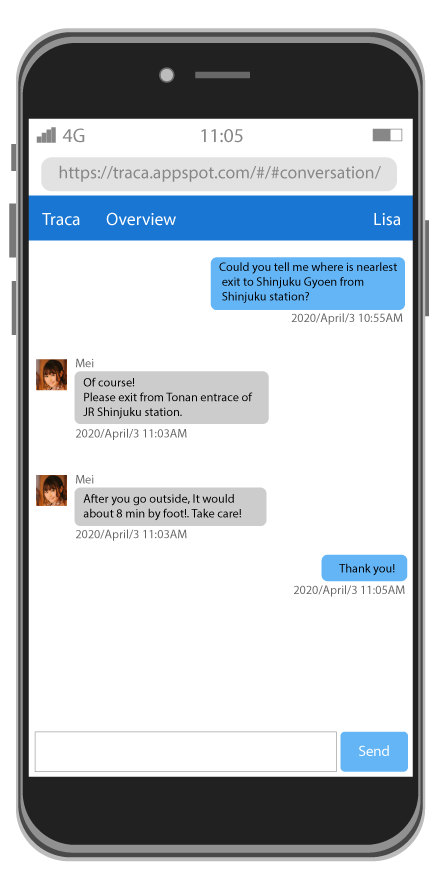 4G 11:05
https://traca.appspot.com/#/#conversation/
Traca Overview Lisa
Could you tell me where is nearlest
exit to Shinjuku Gyoen from
Shinjuku station?
2020/April/3 10:55AM
Mei
Of course!
Please exit from Tonan entrace of
JR Shinjuku station.
2020/April/3 11:03AM
Mei
After you go outside, It would
about 8 min by foot!. Take care!
2020/April/3 11:03AM
Thank you!
2020/April/3 11:05AM
Send